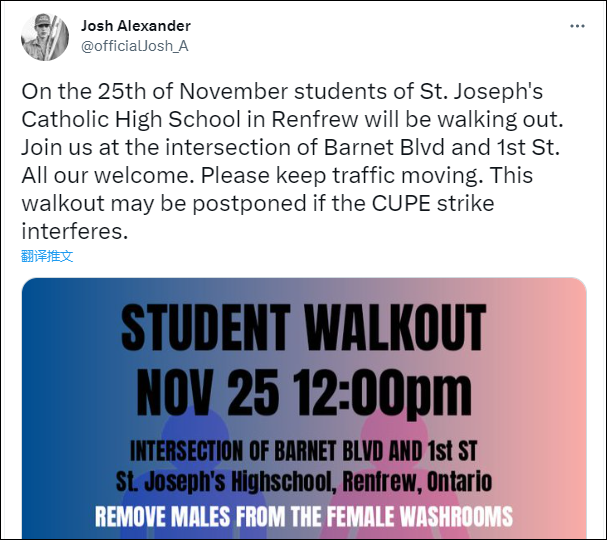 Josh Alexander
@officialJosh_A
On the 25th of November students of St. Joseph's
Catholic High School in Renfrew will be walking out.
Join us at the intersection of Barnet Blvd and 1st St.
All our welcome. Please keep traffic moving. This
walkout may be postponed if the CUPE strike
interferes.
翻译推文
STUDENT WALKOUT
NOV 25 12:00pm
INTERSECTION OF BARNET BLVD AND 1st ST
St. Joseph's Highschool, Renfrew, Ontario
REMOVE MALES FROM THE FEMALE WASHROOMS